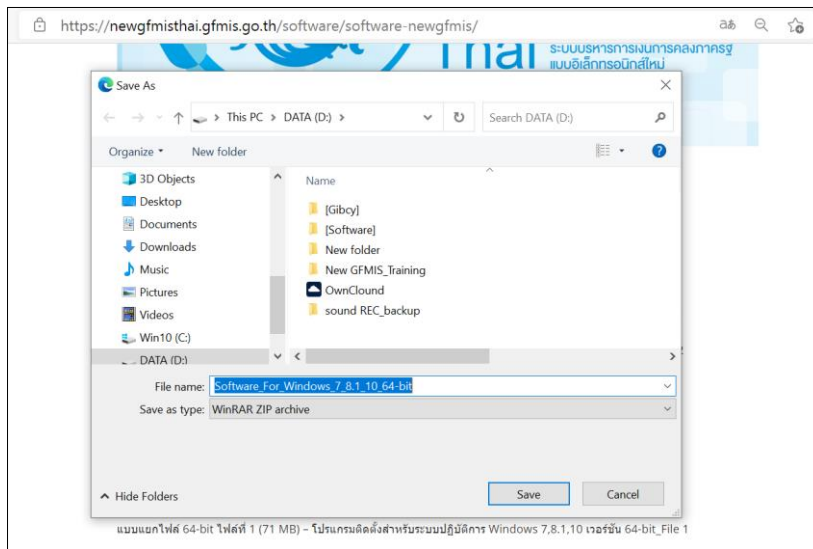 https://newgfmisthai.gfmis.go.th/software/software-newgfmis/
Thai
ระบบบริหารการเงินการคลังภาครัฐ
แบบอิเล็กทรอนิกส์ใหม่
Save As
This PC > DATA (D:) >
Search DATA (D:)
Organize
New folder
3D Objects
Desktop
Documents
Downloads
Music
Pictures
Videos
Win10 (C:)
DATA (D:)
Name
[Gibcy]
[Software]
New folder
New GFMIS_Training
OwnClound
sound REC_backup
File name: Software_For_Windows_7_8.1_10_64-bit
Save as type: WinRAR ZIP archive
Hide Folders
Save
Cancel
แบบแยกไฟล์ 64-bit ไฟล์ที่ 1 (71 MB) – โปรแกรมติดตั้งสำหรับระบบปฏิบัติการ Windows 7,8.1,10 เวอร์ชัน 64-bit_File 1